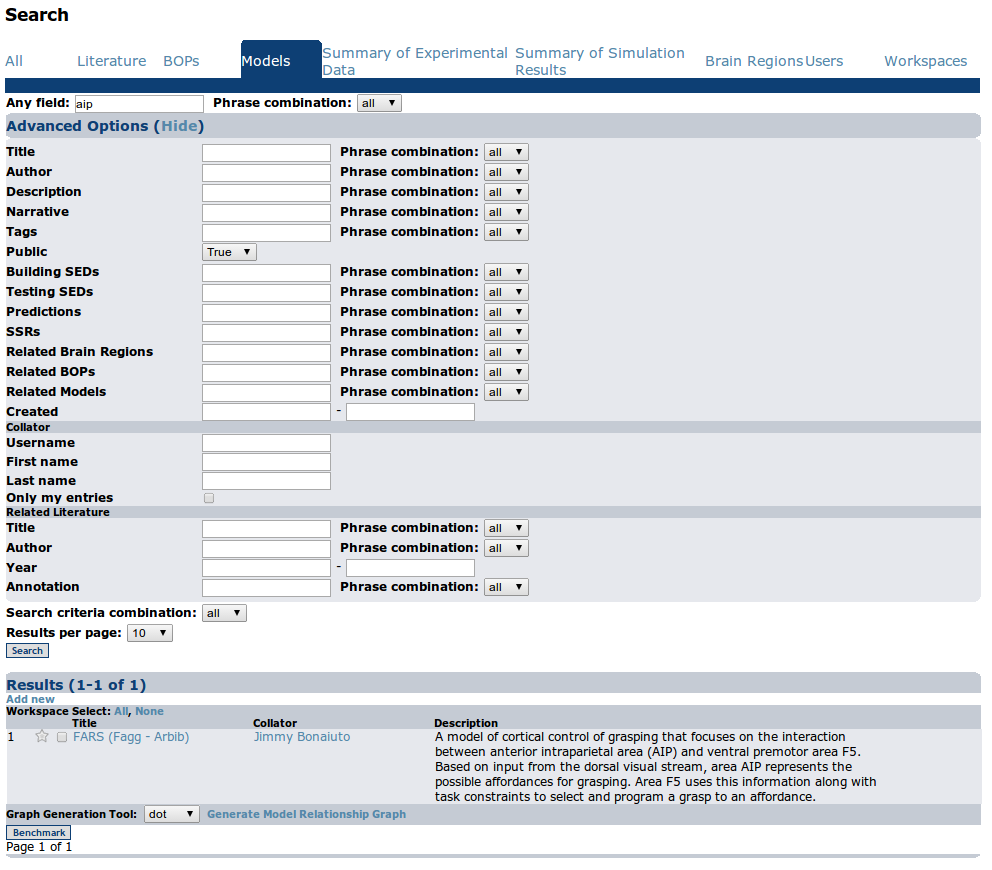 Search
All Literature BOPs Models Summary of Experimental Data Summary of Simulation Results Brain Regions Users Workspaces
Any field: aip Phrase combination: all
Advanced Options (Hide)
Title Phrase combination: all
Author Phrase combination: all
Description Phrase combination: all
Narrative Phrase combination: all
Tags Phrase combination: all
Public True
Building SEDs Phrase combination: all
Testing SEDs Phrase combination: all
Predictions Phrase combination: all
SSRs Phrase combination: all
Related Brain Regions Phrase combination: all
Related BOPs Phrase combination: all
Related Models Phrase combination: all
Created -
Collator
Username
First name
Last name
Only my entries
Related Literature
Title Phrase combination: all
Author Phrase combination: all
Year -
Annotation Phrase combination: all
Search criteria combination: all
Results per page: 10
Search
Results (1-1 of 1)
Add new
Workspace Select: All, None
Title Collator Description
1 FARS (Fagg - Arbib) Jimmy Bonaiuto A model of cortical control of grasping that focuses on the interaction
between anterior intraparietal area (AIP) and ventral premotor area F5.
Based on input from the dorsal visual stream, area AIP represents the
possible affordances for grasping. Area F5 uses this information along with
task constraints to select and program a grasp to an affordance.
Graph Generation Tool: dot Generate Model Relationship Graph
Benchmark
Page 1 of 1